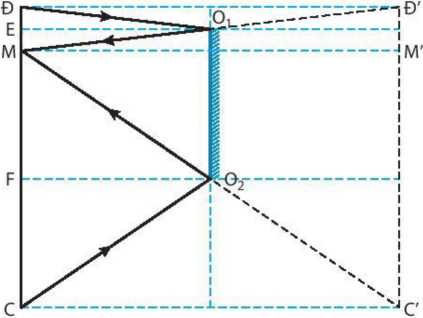 Đ O₁ Đ′
E
M M′
F O₂
C C′